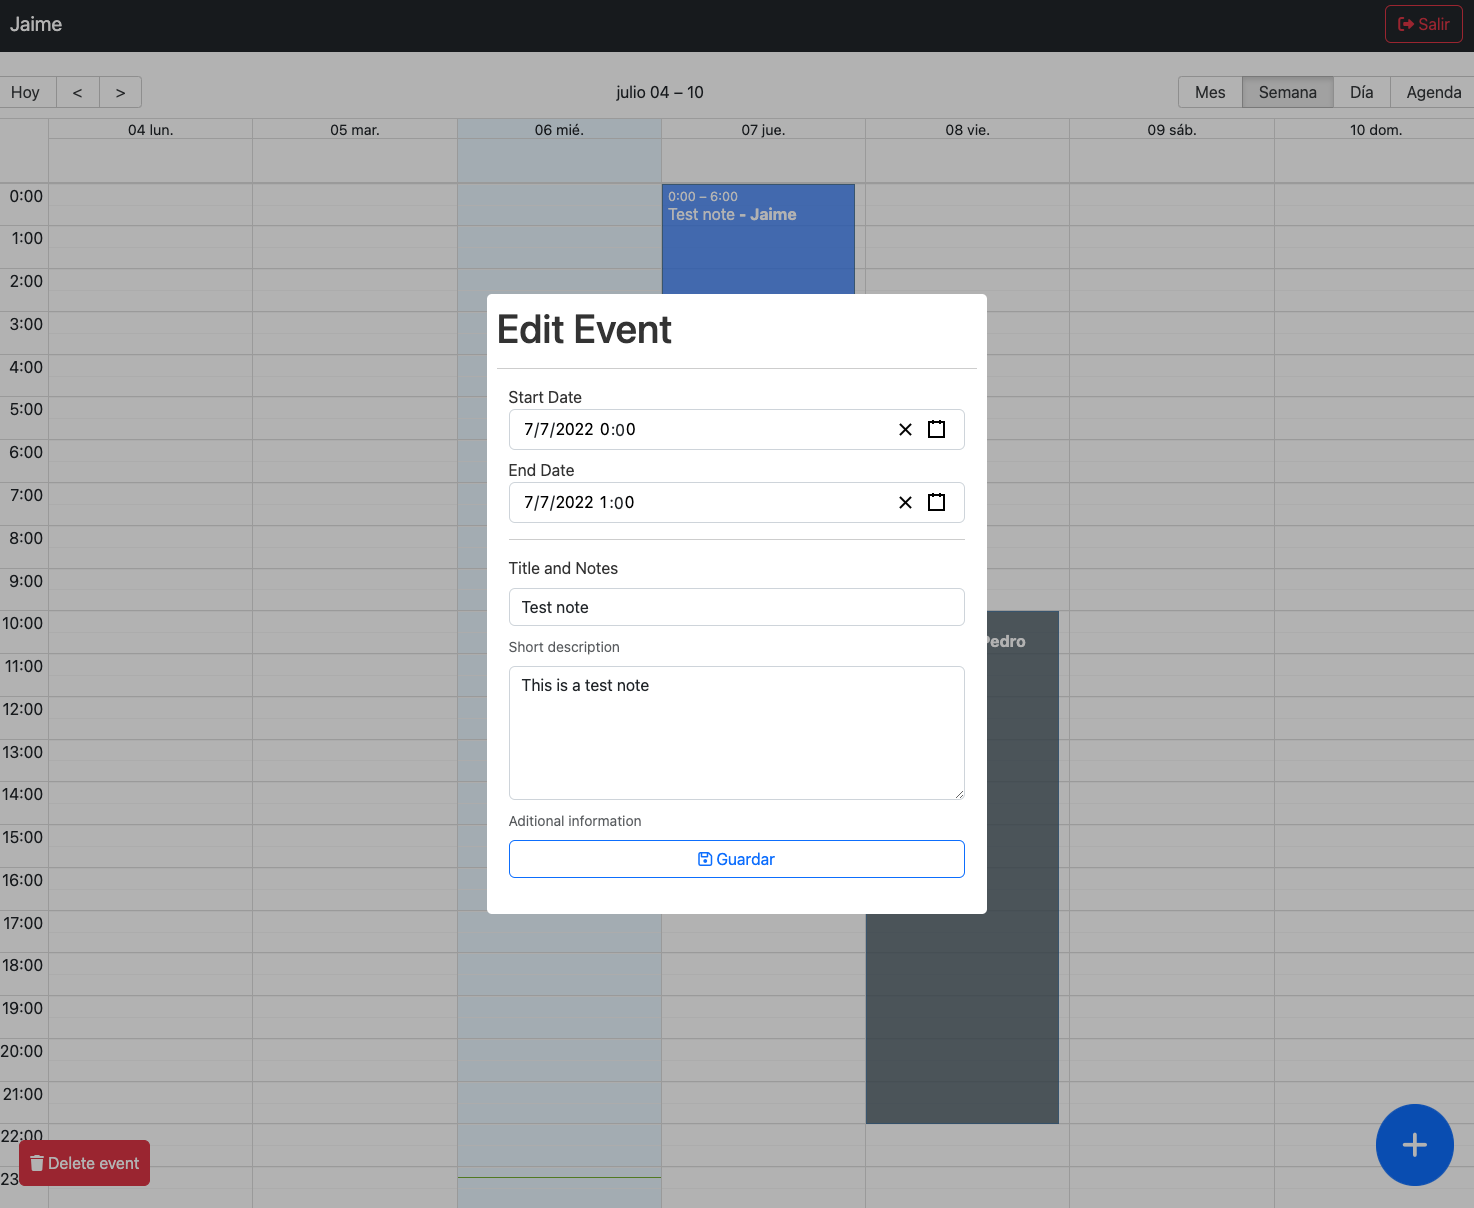 Jaime
Salir
Hoy < > julio 04 – 10 Mes Semana Día Agenda
04 lun. 05 mar. 06 mié. 07 jue. 08 vie. 09 sáb. 10 dom.
0:00
1:00
2:00
3:00
4:00
5:00
6:00
7:00
8:00
9:00
10:00
11:00
12:00
13:00
14:00
15:00
16:00
17:00
18:00
19:00
20:00
21:00
22:00
23
0:00 – 6:00
Test note - Jaime
Pedro
Edit Event
Start Date
7/7/2022 0:00
End Date
7/7/2022 1:00
Title and Notes
Test note
Short description
This is a test note
Aditional information
Guardar
Delete event
+